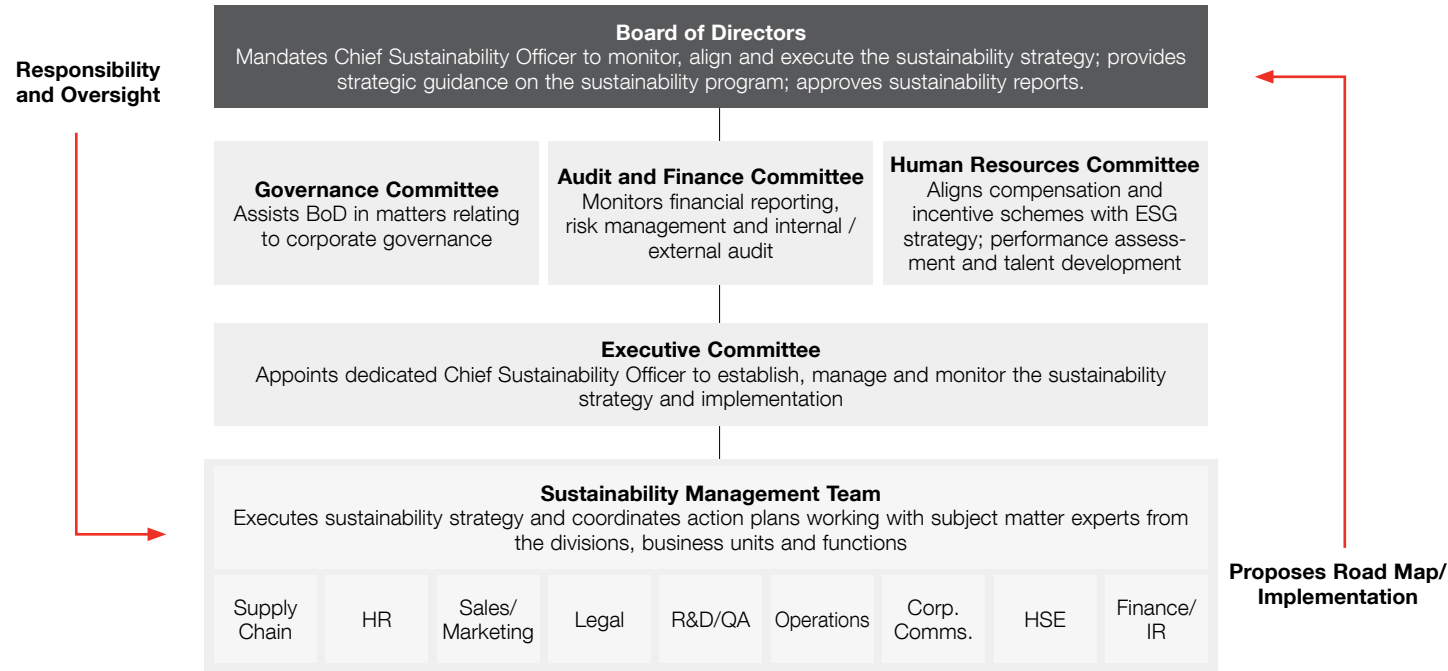 Board of Directors
Mandates Chief Sustainability Officer to monitor, align and execute the sustainability strategy; provides
strategic guidance on the sustainability program; approves sustainability reports.
Responsibility
and Oversight
Governance Committee
Assists BoD in matters relating
to corporate governance
Audit and Finance Committee
Monitors financial reporting,
risk management and internal /
external audit
Human Resources Committee
Aligns compensation and
incentive schemes with ESG
strategy; performance assess-
ment and talent development
Executive Committee
Appoints dedicated Chief Sustainability Officer to establish, manage and monitor the sustainability
strategy and implementation
Sustainability Management Team
Executes sustainability strategy and coordinates action plans working with subject matter experts from
the divisions, business units and functions
Supply
Chain
HR
Sales/
Marketing
Legal
R&D/QA
Operations
Corp.
Comms.
HSE
Finance/
IR
Proposes Road Map/
Implementation